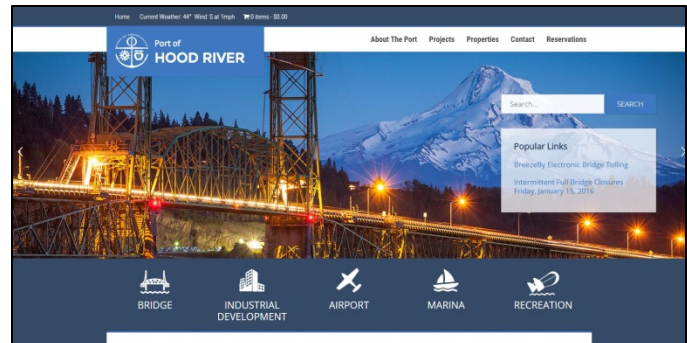 Home Current Weather: 44° Wind: S at 1mph 0 items - $0.00
Port of
HOOD RIVER
About The Port Projects Properties Contact Reservations
Search... SEARCH
Popular Links
BreezeBy Electronic Bridge Tolling
Intermittent Full Bridge Closures
Friday, January 15, 2016
BRIDGE INDUSTRIAL AIRPORT MARINA RECREATION
DEVELOPMENT